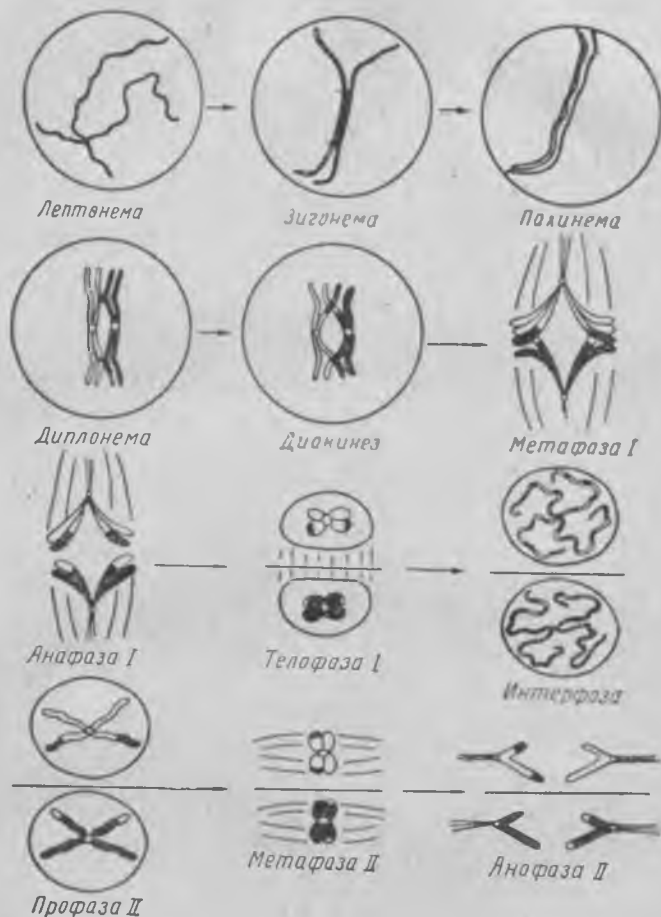 Лептонема
Зигонема
Пахинема
Диплонема
Диакинез
Метафаза I
Анафаза I
Телофаза I
Интерфаза
Профаза II
Метафаза II
Анафаза II